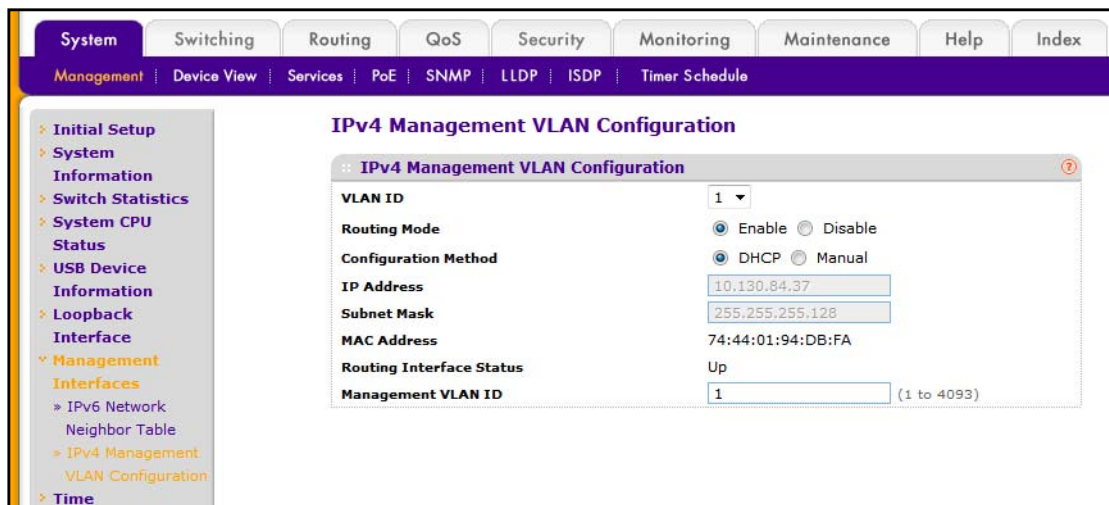 System Switching Routing QoS Security Monitoring Maintenance Help Index
Management Device View Services PoE SNMP LLDP ISDP Timer Schedule
Initial Setup
System
Information
Switch Statistics
System CPU
Status
USB Device
Information
Loopback
Interface
Management
Interfaces
» IPv6 Network
Neighbor Table
» IPv4 Management
VLAN Configuration
Time
IPv4 Management VLAN Configuration
IPv4 Management VLAN Configuration ?
VLAN ID 1
Routing Mode Enable Disable
Configuration Method DHCP Manual
IP Address 10.130.84.37
Subnet Mask 255.255.255.128
MAC Address 74:44:01:94:DB:FA
Routing Interface Status Up
Management VLAN ID 1 (1 to 4093)